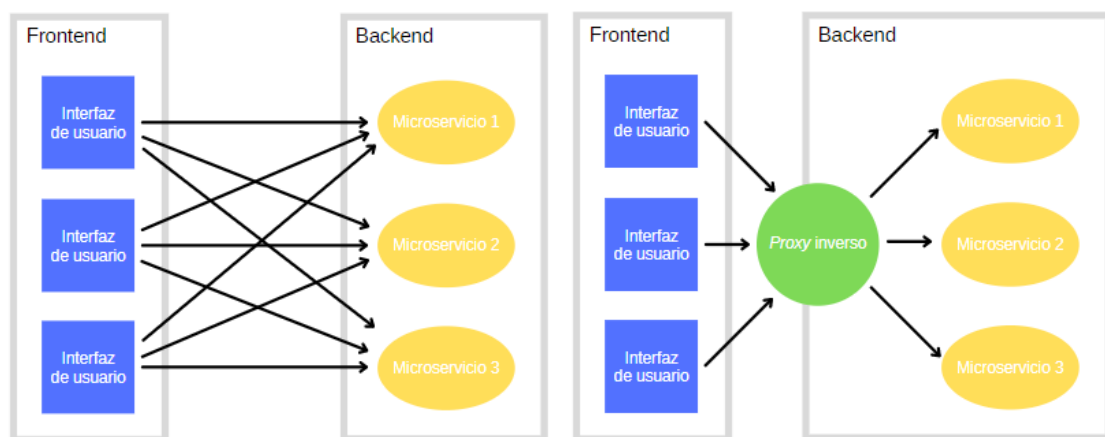 Frontend
Interfaz
de usuario
Interfaz
de usuario
Interfaz
de usuario
Backend
Microservicio 1
Microservicio 2
Microservicio 3
Frontend
Interfaz
de usuario
Interfaz
de usuario
Interfaz
de usuario
Proxy inverso
Backend
Microservicio 1
Microservicio 2
Microservicio 3